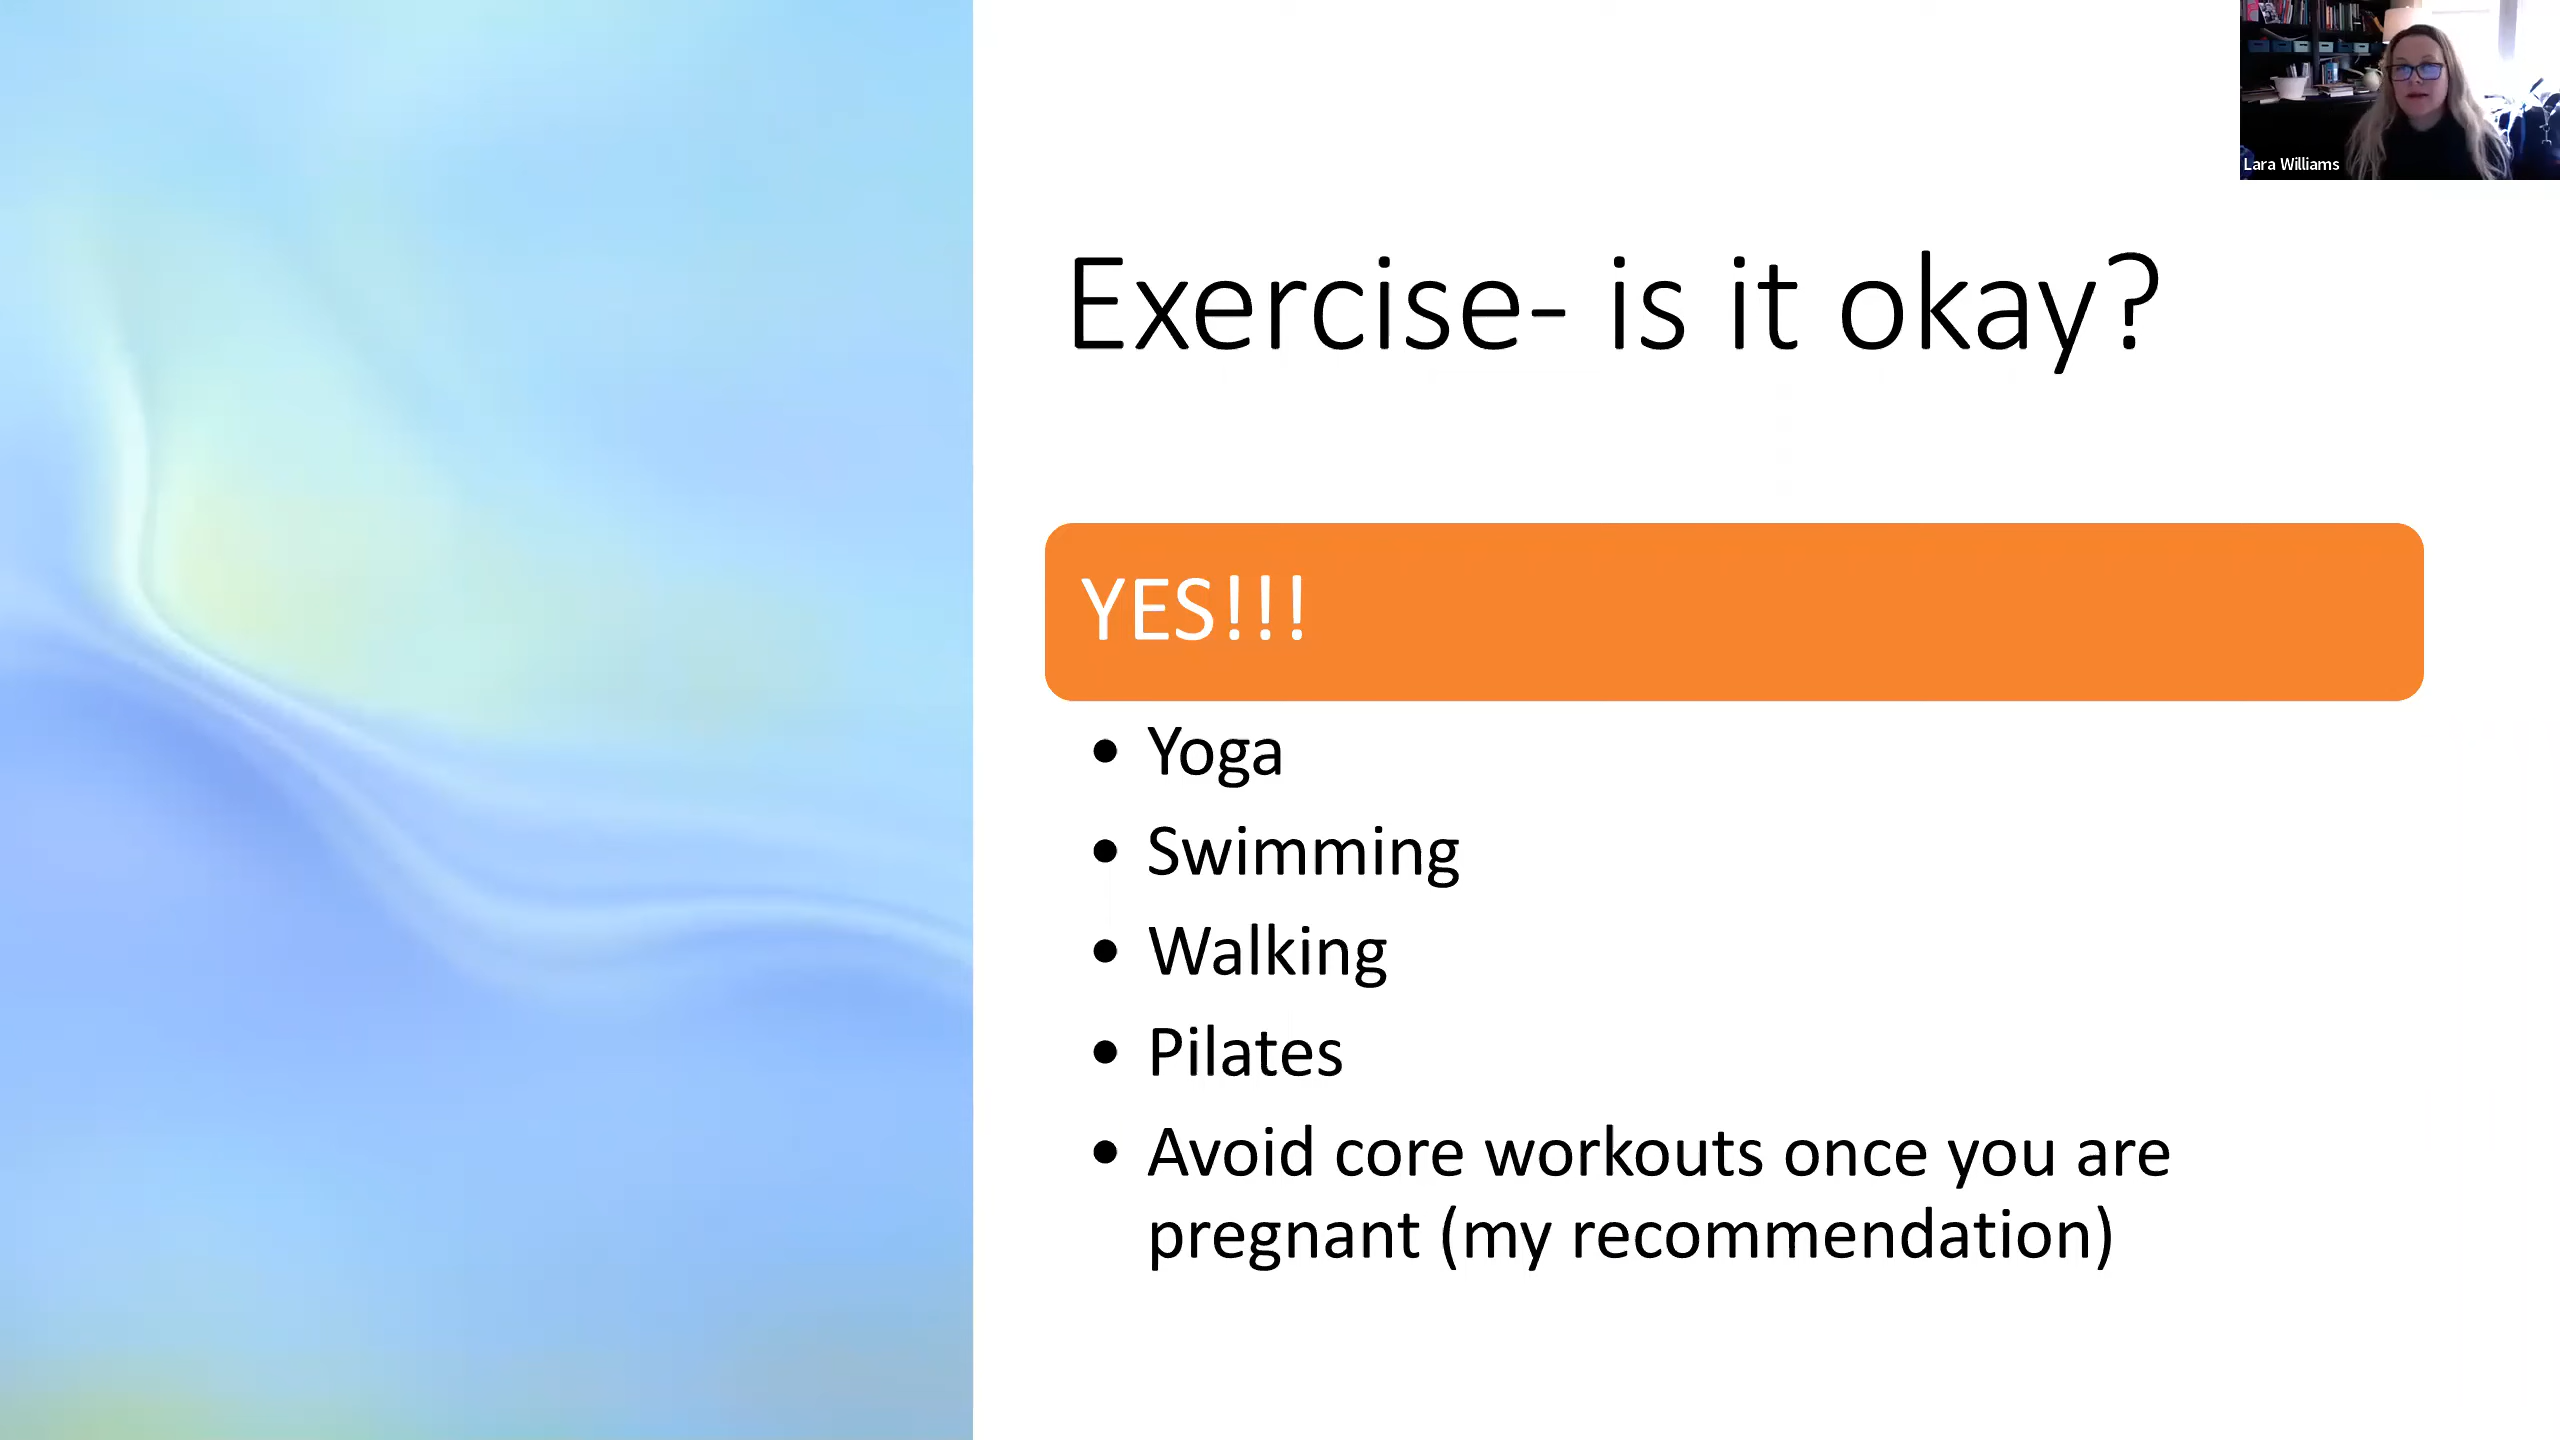 Lara Williams
Exercise- is it okay?
YES!!!
• Yoga
• Swimming
• Walking
• Pilates
• Avoid core workouts once you are
pregnant (my recommendation)